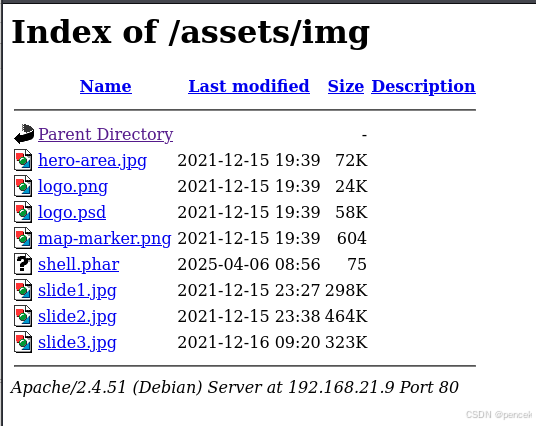 Index of /assets/img
Name Last modified Size Description
Parent Directory -
hero-area.jpg 2021-12-15 19:39 72K
logo.png 2021-12-15 19:39 24K
logo.psd 2021-12-15 19:39 58K
map-marker.png 2021-12-15 19:39 604
shell.phar 2025-04-06 08:56 75
slide1.jpg 2021-12-15 23:27 298K
slide2.jpg 2021-12-15 23:38 464K
slide3.jpg 2021-12-16 09:20 323K
Apache/2.4.51 (Debian) Server at 192.168.21.9 Port 80
CSDN @pencek